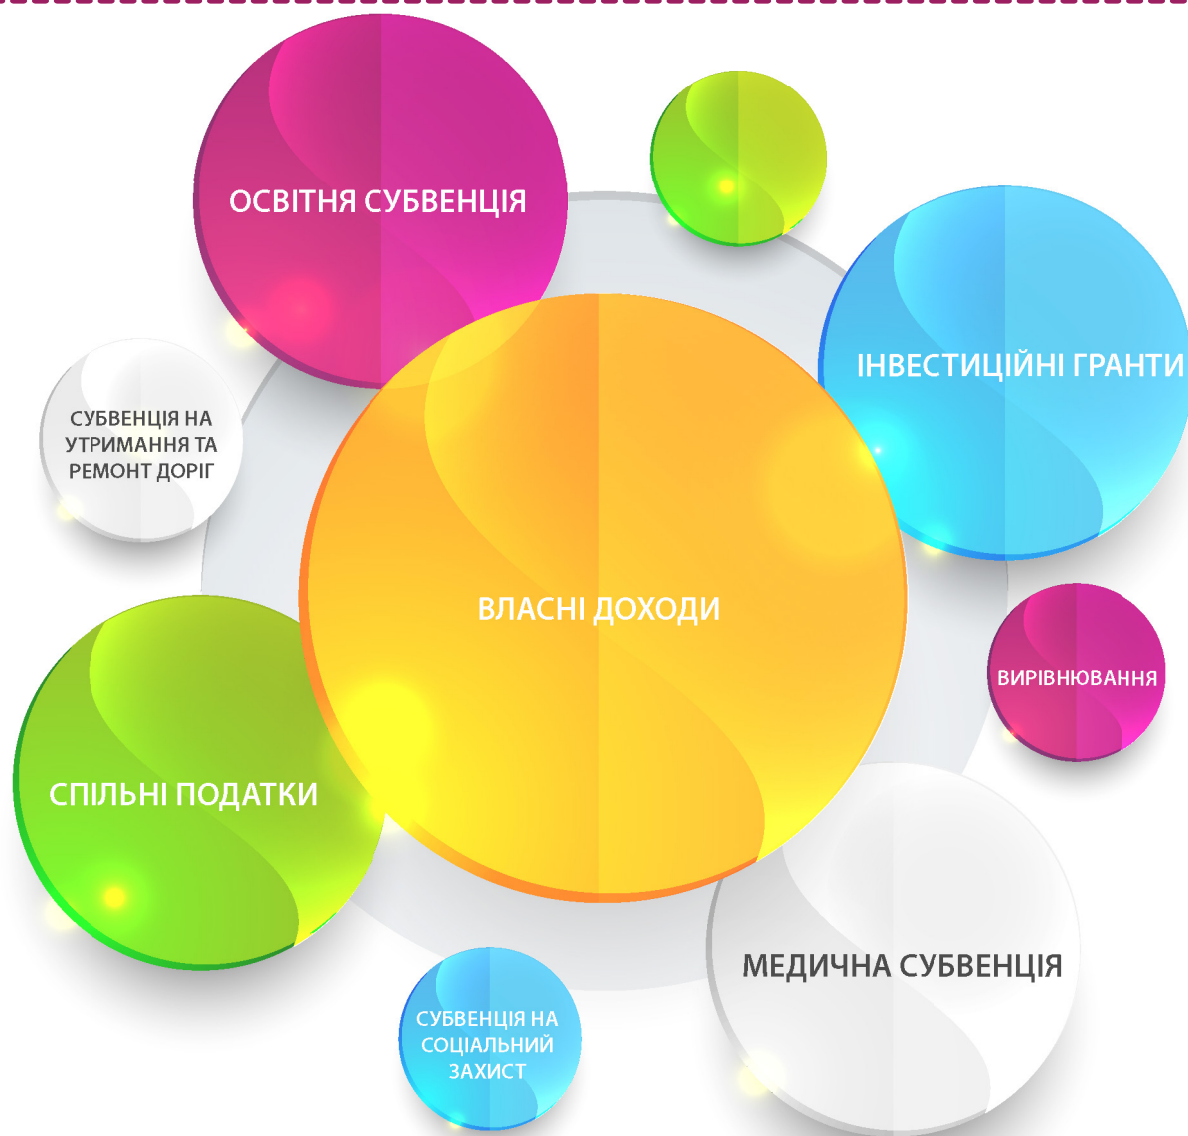 ОСВІТНЯ СУБВЕНЦІЯ
ІНВЕСТИЦІЙНІ ГРАНТИ
СУБВЕНЦІЯ НА
УТРИМАННЯ ТА
РЕМОНТ ДОРІГ
ВЛАСНІ ДОХОДИ
ВИРІВНЮВАННЯ
СПІЛЬНІ ПОДАТКИ
МЕДИЧНА СУБВЕНЦІЯ
СУБВЕНЦІЯ НА
СОЦІАЛЬНИЙ
ЗАХИСТ